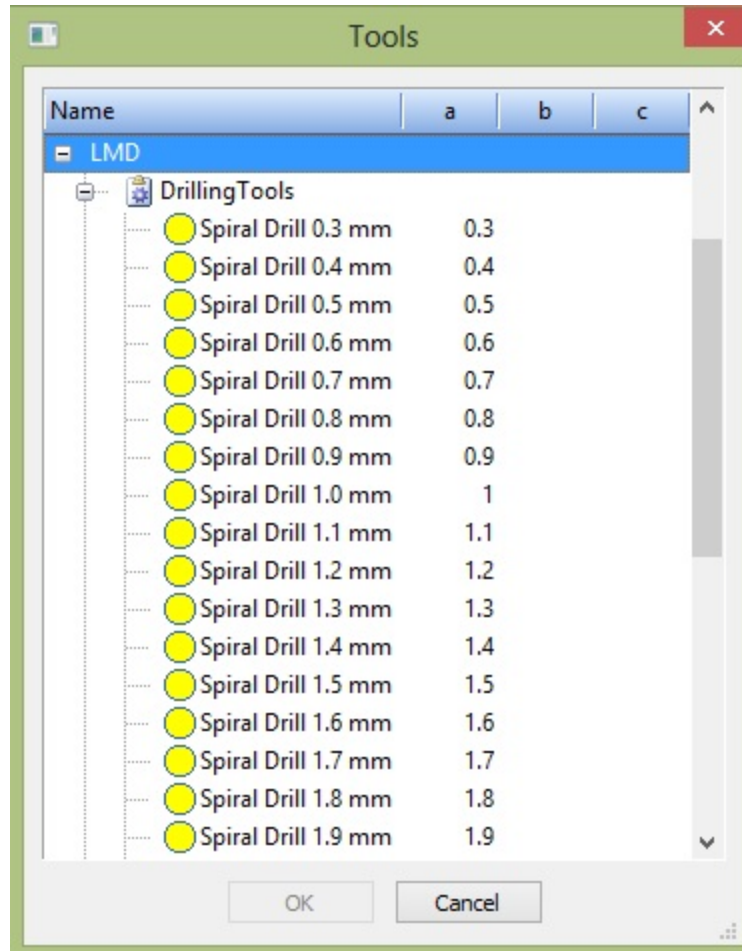 Tools
Name a b c
LMD
DrillingTools
Spiral Drill 0.3 mm 0.3
Spiral Drill 0.4 mm 0.4
Spiral Drill 0.5 mm 0.5
Spiral Drill 0.6 mm 0.6
Spiral Drill 0.7 mm 0.7
Spiral Drill 0.8 mm 0.8
Spiral Drill 0.9 mm 0.9
Spiral Drill 1.0 mm 1
Spiral Drill 1.1 mm 1.1
Spiral Drill 1.2 mm 1.2
Spiral Drill 1.3 mm 1.3
Spiral Drill 1.4 mm 1.4
Spiral Drill 1.5 mm 1.5
Spiral Drill 1.6 mm 1.6
Spiral Drill 1.7 mm 1.7
Spiral Drill 1.8 mm 1.8
Spiral Drill 1.9 mm 1.9
OK Cancel